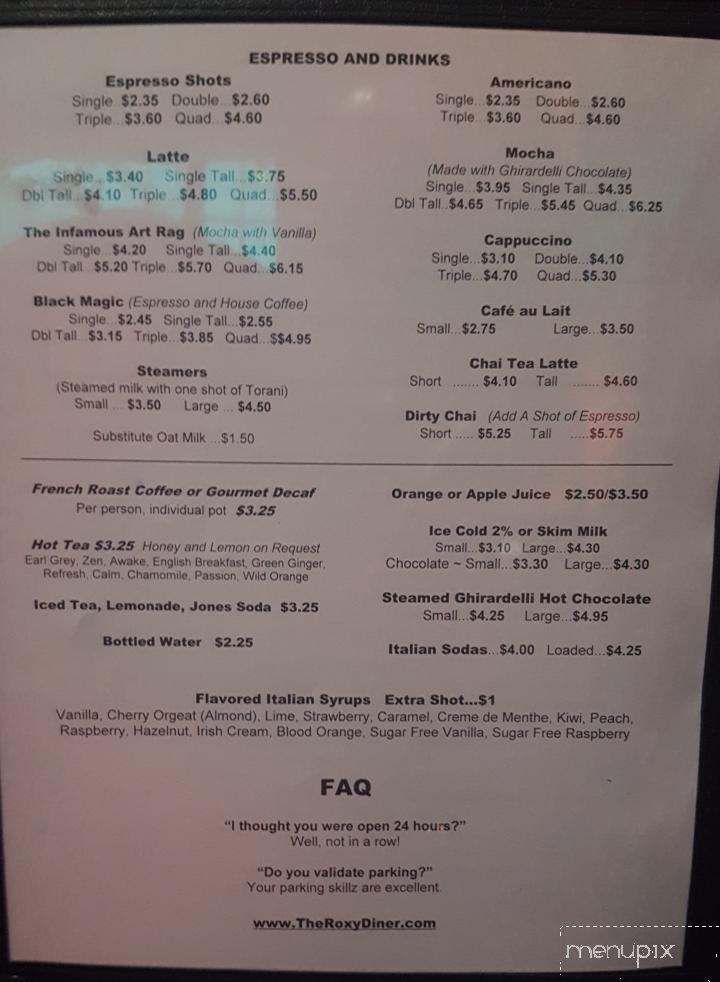 ESPRESSO AND DRINKS
Espresso Shots
Single...$2.35 Double...$2.60
Triple...$3.60 Quad...$4.60
Latte
Single...$3.40 Single Tall...$3.75
Dbl Tall...$4.10 Triple...$4.80 Quad...$5.50
The Infamous Art Rag (Mocha with Vanilla)
Single...$4.20 Single Tall...$4.40
Dbl Tall...$5.20 Triple...$5.70 Quad...$6.15
Black Magic (Espresso and House Coffee)
Single...$2.45 Single Tall...$2.55
Dbl Tall...$3.15 Triple...$3.85 Quad...$$4.95
Steamers
(Steamed milk with one shot of Torani)
Small ... $3.50 Large ... $4.50
Substitute Oat Milk ...$1.50
Americano
Single...$2.35 Double...$2.60
Triple...$3.60 Quad...$4.60
Mocha
(Made with Ghirardelli Chocolate)
Single...$3.95 Single Tall...$4.35
Dbl Tall..$4.65 Triple...$5.45 Quad...$6.25
Cappuccino
Single...$3.10 Double...$4.10
Triple...$4.70 Quad...$5.30
Café au Lait
Small...$2.75 Large...$3.50
Chai Tea Latte
Short ....... $4.10 Tall ....... $4.60
Dirty Chai (Add A Shot of Espresso)
Short ..... $5.25 Tall .....$5.75
French Roast Coffee or Gourmet Decaf
Per person, individual pot $3.25
Hot Tea $3.25 Honey and Lemon on Request
Earl Grey, Zen, Awake, English Breakfast, Green Ginger,
Refresh, Calm, Chamomile, Passion, Wild Orange
Iced Tea, Lemonade, Jones Soda $3.25
Bottled Water $2.25
Orange or Apple Juice $2.50/$3.50
Ice Cold 2% or Skim Milk
Small...$3.10 Large...$4.30
Chocolate ~ Small...$3.30 Large...$4.30
Steamed Ghirardelli Hot Chocolate
Small...$4.25 Large...$4.95
Italian Sodas...$4.00 Loaded...$4.25
Flavored Italian Syrups Extra Shot...$1
Vanilla, Cherry Orgeat (Almond), Lime, Strawberry, Caramel, Creme de Menthe, Kiwi, Peach,
Raspberry, Hazelnut, Irish Cream, Blood Orange, Sugar Free Vanilla, Sugar Free Raspberry
FAQ
“I thought you were open 24 hours?”
Well, not in a row!
“Do you validate parking?”
Your parking skillz are excellent.
www.TheRoxyDiner.com
menupix